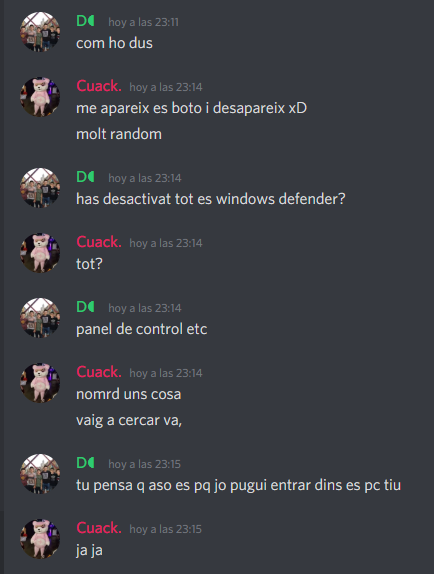 D hoy a las 23:11
com ho dus
Cuack. hoy a las 23:14
me apareix es boto i desapareix xD
molt random
D hoy a las 23:14
has desactivat tot es windows defender?
Cuack. hoy a las 23:14
tot?
D hoy a las 23:14
panel de control etc
Cuack. hoy a las 23:14
nomrd uns cosa
vaig a cercar va,
D hoy a las 23:15
tu pensa q aso es pq jo pugui entrar dins es pc tiu
Cuack. hoy a las 23:15
ja ja